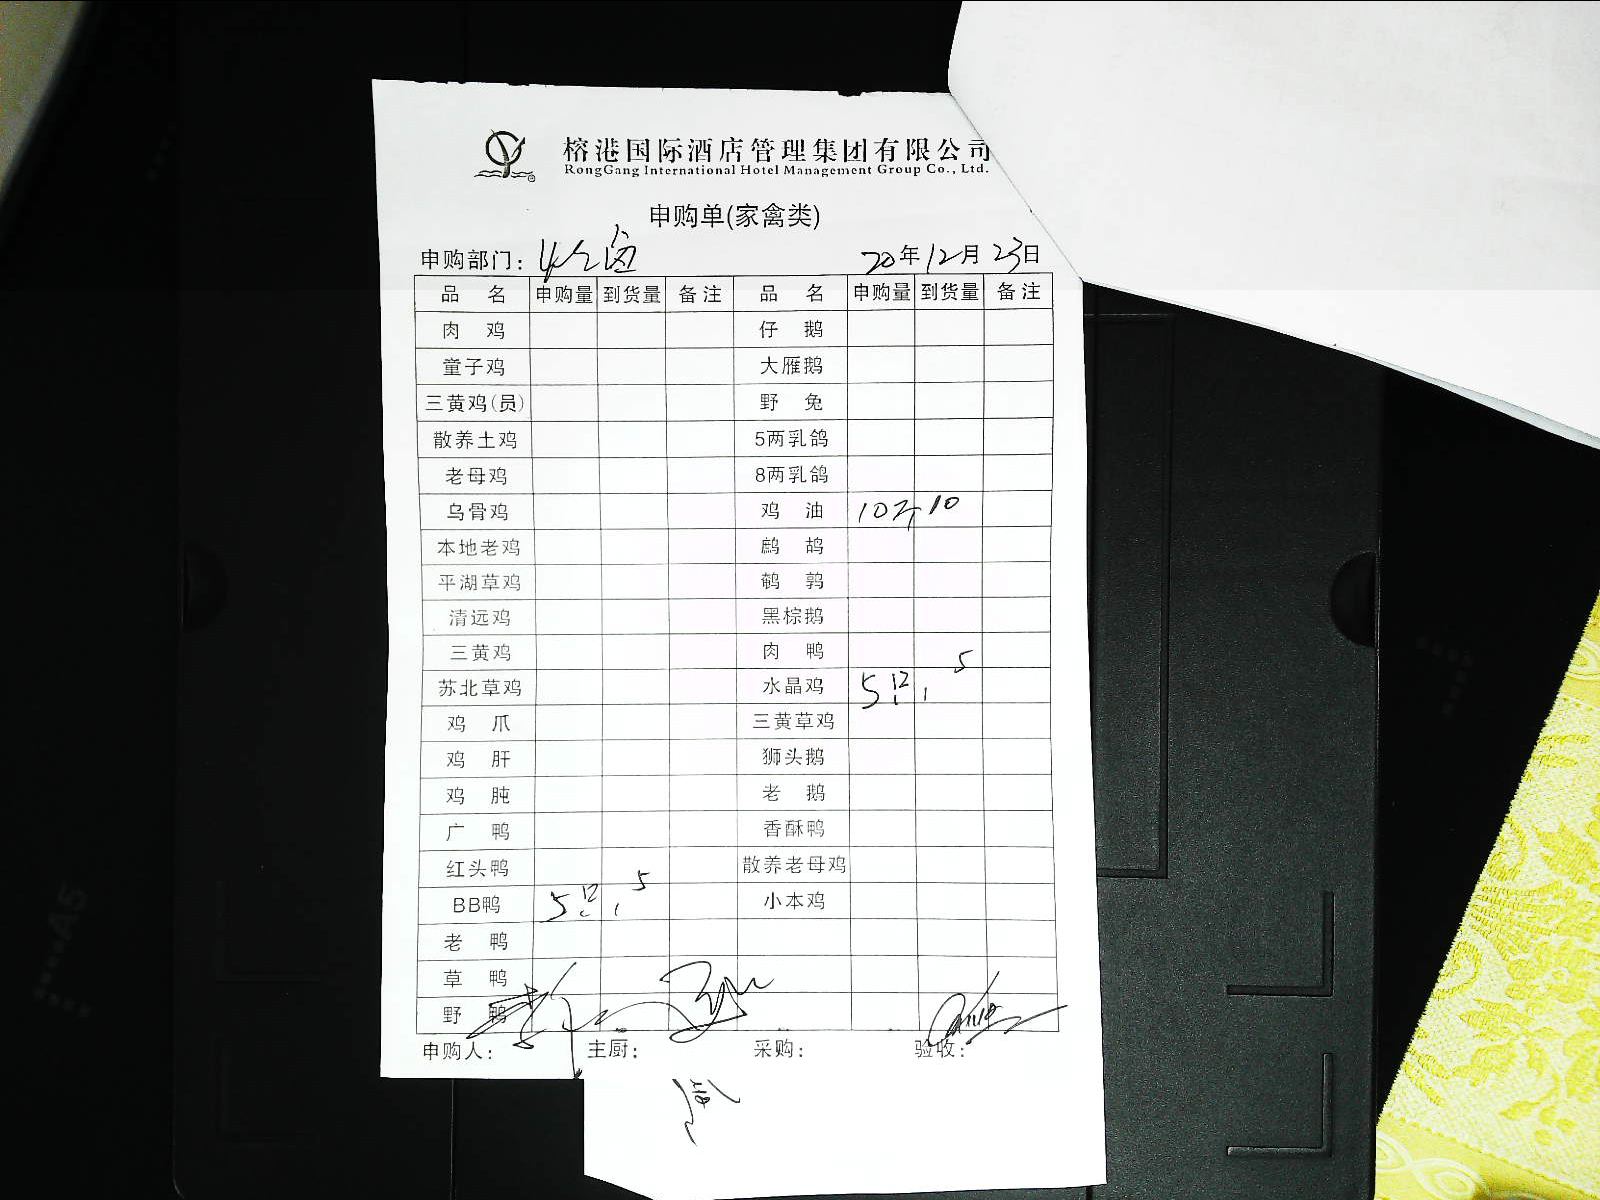 榕港国际酒店管理集团有限公司
RongGang International Hotel Management Group Co., Ltd.
申购单(家禽类)
申购部门: 20年12月23日
品名 申购量 到货量 备注 品名 申购量 到货量 备注
肉鸡 仔鹅
童子鸡 大雁鹅
三黄鸡(员) 野兔
散养土鸡 5两乳鸽
老母鸡 8两乳鸽
乌骨鸡 鸡油 10斤 10
本地老鸡 鹧鸪
平湖草鸡 鹌鹑
清远鸡 黑棕鹅
三黄鸡 肉鸭
苏北草鸡 水晶鸡 5只 5
鸡爪 三黄草鸡
鸡肝 狮头鹅
鸡肫 老鹅
广鸭 香酥鸭
红头鸭 散养老母鸡
BB鸭 5只 5 小本鸡
老鸭
草鸭
野鸭
申购人: 主厨: 采购: 验收:
A5